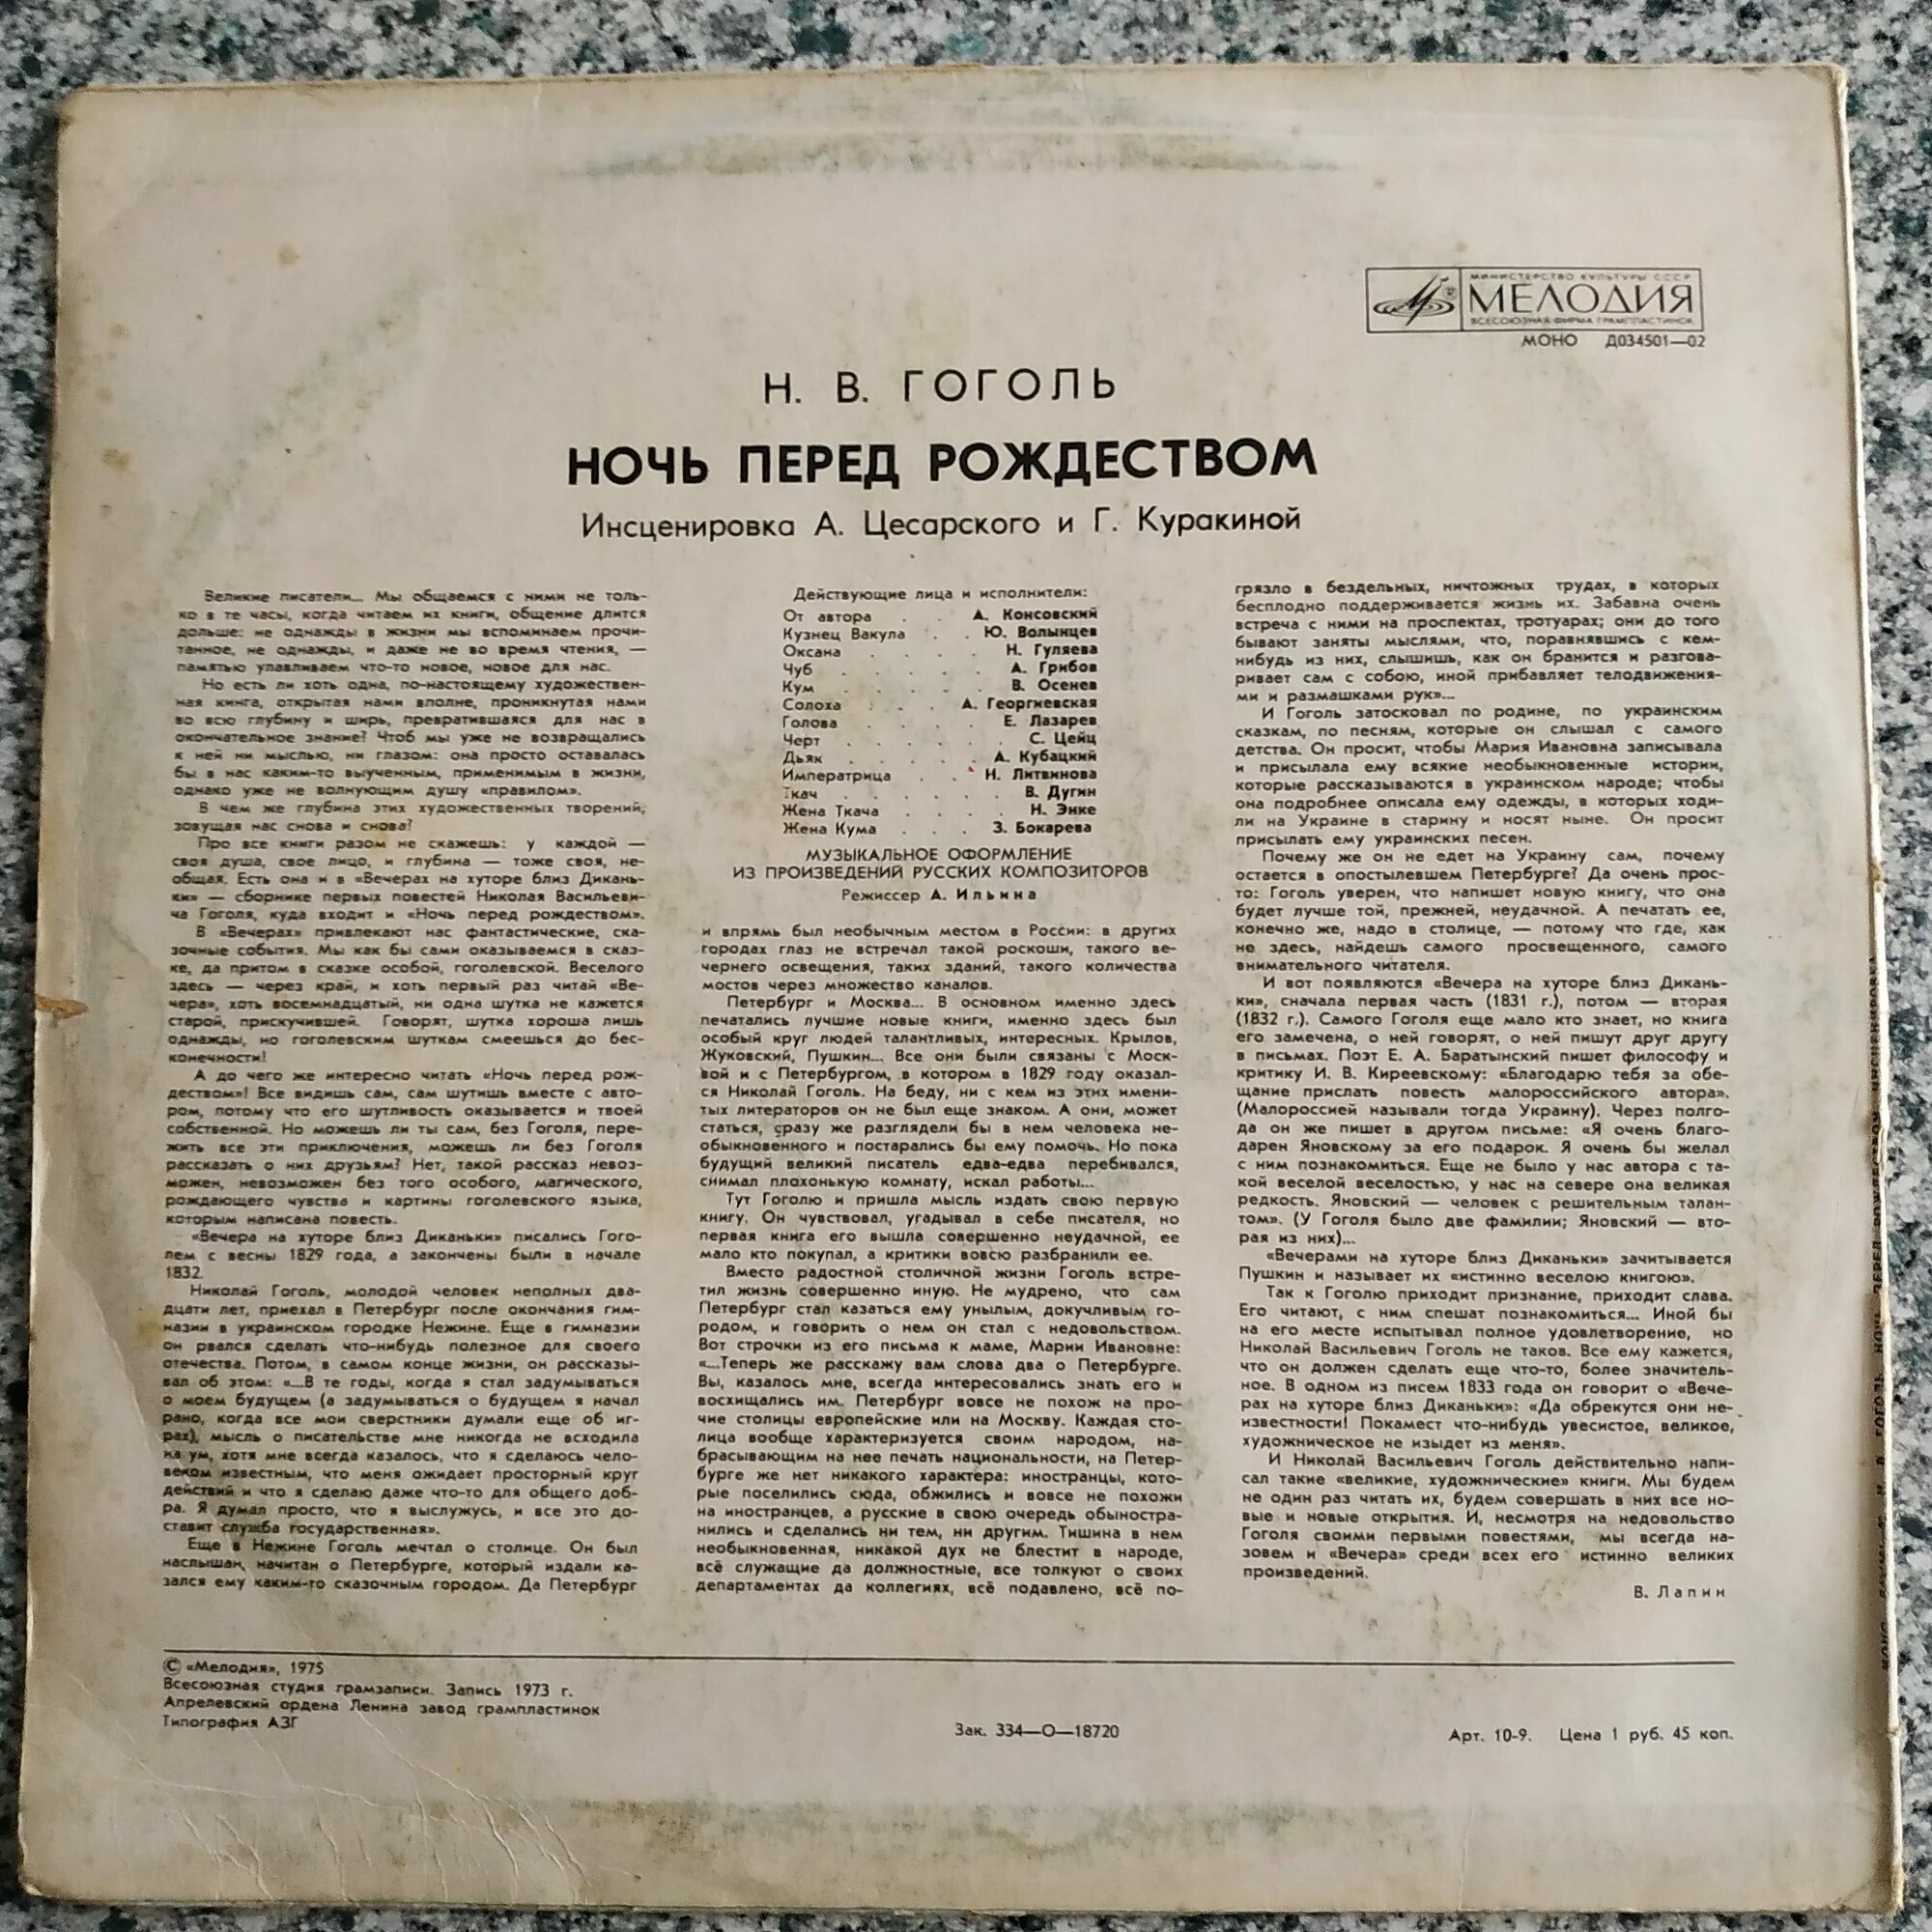 МИНИСТЕРСТВО КУЛЬТУРЫ СССР
МЕЛОДИЯ
ВСЕСОЮЗНАЯ ФИРМА ГРАМПЛАСТИНОК
МОНО Д034501—02
Н. В. ГОГОЛЬ
НОЧЬ ПЕРЕД РОЖДЕСТВОМ
Инсценировка А. Цесарского и Г. Куракиной
Великие писатели... Мы общаемся с ними не толь-
ко в те часы, когда читаем их книги, общение длится
дольше: не однажды в жизни мы вспоминаем прочи-
танное, не однажды, и даже не во время чтения, —
памятью улавливаем что-то новое, новое для нас.
Но есть ли хоть одна, по-настоящему художествен-
ная книга, открытая нами вполне, проникнутая нами
во всю глубину и ширь, превратившаяся для нас в
окончательное знание? Чтоб мы уже не возвращались
к ней ни мыслью, ни глазом: она просто оставалась
бы в нас каким-то выученным, применимым в жизни,
однако уже не волнующим душу «правилом».
В чем же глубина этих художественных творений,
зовущая нас снова и снова?
Про все книги разом не скажешь: у каждой —
своя душа, свое лицо, и глубина — тоже своя, не-
общая. Есть она и в «Вечерах на хуторе близ Дикань-
ки» — сборнике первых повестей Николая Васильеви-
ча Гоголя, куда входит и «Ночь перед рождеством».
В «Вечерах» привлекают нас фантастические, ска-
зочные события. Мы как бы сами оказываемся в сказ-
ке, да притом в сказке особой, гоголевской. Веселого
здесь — через край, и хоть первый раз читай «Ве-
чера», хоть восемнадцатый, ни одна шутка не кажется
старой, прискучившей. Говорят, шутка хороша лишь
однажды, но гоголевским шуткам смеешься до бес-
конечности!
А до чего же интересно читать «Ночь перед рож-
деством»! Все видишь сам, сам шутишь вместе с авто-
ром, потому что его шутливость оказывается и твоей
собственной. Но можешь ли ты сам, без Гоголя, пере-
жить все эти приключения, можешь ли без Гоголя
рассказать о них друзьям? Нет, такой рассказ невоз-
можен, невозможен без того особого, магического,
рождающего чувства и картины гоголевского языка,
которым написана повесть.
«Вечера на хуторе близ Диканьки» писались Гого-
лем с весны 1829 года, а закончены были в начале
1832.
Николай Гоголь, молодой человек неполных два-
дцати лет, приехал в Петербург после окончания гим-
назии в украинском городке Нежине. Еще в гимназии
он рвался сделать что-нибудь полезное для своего
отечества. Потом, в самом конце жизни, он рассказы-
вал об этом: «...В те годы, когда я стал задумываться
о моем будущем (а задумываться о будущем я начал
рано, когда все мои сверстники думали еще об иг-
рах), мысль о писательстве мне никогда не всходила
на ум, хотя мне всегда казалось, что я сделаюсь чело-
веком известным, что меня ожидает просторный круг
действий и что я сделаю даже что-то для общего доб-
ра. Я думал просто, что я выслужусь, и все это до-
ставит служба государственная».
Еще в Нежине Гоголь мечтал о столице. Он был
наслышан, начитан о Петербурге, который издали ка-
зался ему каким-то сказочным городом. Да Петербург
Действующие лица и исполнители:
От автора . . А. Консовский
Кузнец Вакула . . Ю. Волынцев
Оксана . . . . Н. Гуляева
Чуб . . . . . А. Грибов
Кум . . . . . В. Осенев
Солоха . . . А. Георгиевская
Голова . . . . Е. Лазарев
Черт . . . . . С. Цейц
Дьяк . . . . А. Кубацкий
Императрица . . Н. Литвинова
Ткач . . . . . В. Дугин
Жена Ткача . . . . Н. Энке
Жена Кума . . . З. Бокарева
МУЗЫКАЛЬНОЕ ОФОРМЛЕНИЕ
ИЗ ПРОИЗВЕДЕНИЙ РУССКИХ КОМПОЗИТОРОВ
Режиссер А. Ильина
и впрямь был необычным местом в России: в других
городах глаз не встречал такой роскоши, такого ве-
чернего освещения, таких зданий, такого количества
мостов через множество каналов.
Петербург и Москва... В основном именно здесь
печатались лучшие новые книги, именно здесь был
особый круг людей талантливых, интересных. Крылов,
Жуковский, Пушкин... Все они были связаны с Моск-
вой и с Петербургом, в котором в 1829 году оказал-
ся Николай Гоголь. На беду, ни с кем из этих имени-
тых литераторов он не был еще знаком. А они, может
статься, сразу же разглядели бы в нем человека не-
обыкновенного и постарались бы ему помочь. Но пока
будущий великий писатель едва-едва перебивался,
снимал плохонькую комнату, искал работы...
Тут Гоголю и пришла мысль издать свою первую
книгу. Он чувствовал, угадывал в себе писателя, но
первая книга его вышла совершенно неудачной, ее
мало кто покупал, а критики вовсю разбранили ее.
Вместо радостной столичной жизни Гоголь встре-
тил жизнь совершенно иную. Не мудрено, что сам
Петербург стал казаться ему унылым, докучливым го-
родом, и говорить о нем он стал с недовольством.
Вот строчки из его письма к маме, Марии Ивановне:
«...Теперь же расскажу вам слова два о Петербурге.
Вы, казалось мне, всегда интересовались знать его и
восхищались им. Петербург вовсе не похож на про-
чие столицы европейские или на Москву. Каждая сто-
лица вообще характеризуется своим народом, на-
брасывающим на нее печать национальности, на Петер-
бурге же нет никакого характера: иностранцы, кото-
рые поселились сюда, обжились и вовсе не похожи
на иностранцев, а русские в свою очередь обыностра-
нились и сделались ни тем, ни другим. Тишина в нем
необыкновенная, никакой дух не блестит в народе,
всё служащие да должностные, все толкуют о своих
департаментах да коллегиях, всё подавлено, всё по-
грязло в бездельных, ничтожных трудах, в которых
бесплодно поддерживается жизнь их. Забавна очень
встреча с ними на проспектах, тротуарах; они до того
бывают заняты мыслями, что, поравнявшись с кем-
нибудь из них, слышишь, как он бранится и разгова-
ривает сам с собою, иной прибавляет телодвижения-
ми и размашками рук»...
И Гоголь затосковал по родине, по украинским
сказкам, по песням, которые он слышал с самого
детства. Он просит, чтобы Мария Ивановна записывала
и присылала ему всякие необыкновенные истории,
которые рассказываются в украинском народе; чтобы
она подробнее описала ему одежды, в которых ходи-
ли на Украине в старину и носят ныне. Он просит
присылать ему украинских песен.
Почему же он не едет на Украину сам, почему
остается в опостылевшем Петербурге? Да очень прос-
то: Гоголь уверен, что напишет новую книгу, что она
будет лучше той, прежней, неудачной. А печатать ее,
конечно же, надо в столице, — потому что где, как
не здесь, найдешь самого просвещенного, самого
внимательного читателя.
И вот появляются «Вечера на хуторе близ Дикань-
ки», сначала первая часть (1831 г.), потом — вторая
(1832 г.). Самого Гоголя еще мало кто знает, но книга
его замечена, о ней говорят, о ней пишут друг другу
в письмах. Поэт Е. А. Баратынский пишет философу и
критику И. В. Киреевскому: «Благодарю тебя за обе-
щание прислать повесть малороссийского автора».
(Малороссией называли тогда Украину). Через полго-
да он же пишет в другом письме: «Я очень благо-
дарен Яновскому за его подарок. Я очень бы желал
с ним познакомиться. Еще не было у нас автора с та-
кой веселой веселостью, у нас на севере она великая
редкость. Яновский — человек с решительным талан-
том». (У Гоголя было две фамилии; Яновский — вто-
рая из них)...
«Вечерами на хуторе близ Диканьки» зачитывается
Пушкин и называет их «истинно веселою книгою».
Так к Гоголю приходит признание, приходит слава.
Его читают, с ним спешат познакомиться... Иной бы
на его месте испытывал полное удовлетворение, но
Николай Васильевич Гоголь не таков. Все ему кажется,
что он должен сделать еще что-то, более значитель-
ное. В одном из писем 1833 года он говорит о «Вече-
рах на хуторе близ Диканьки»: «Да обрекутся они не-
известности! Покамест что-нибудь увесистое, великое,
художническое не изыдет из меня».
И Николай Васильевич Гоголь действительно напи-
сал такие «великие, художнические» книги. Мы будем
не один раз читать их, будем совершать в них все но-
вые и новые открытия. И, несмотря на недовольство
Гоголя своими первыми повестями, мы всегда на-
зовем и «Вечера» среди всех его истинно великих
произведений.
В. Лапин
© «Мелодия», 1975
Всесоюзная студия грамзаписи. Запись 1973 г.
Апрелевский ордена Ленина завод грампластинок
Типография АЗГ
Зак. 334—О—18720
Арт. 10-9. Цена 1 руб. 45 коп.